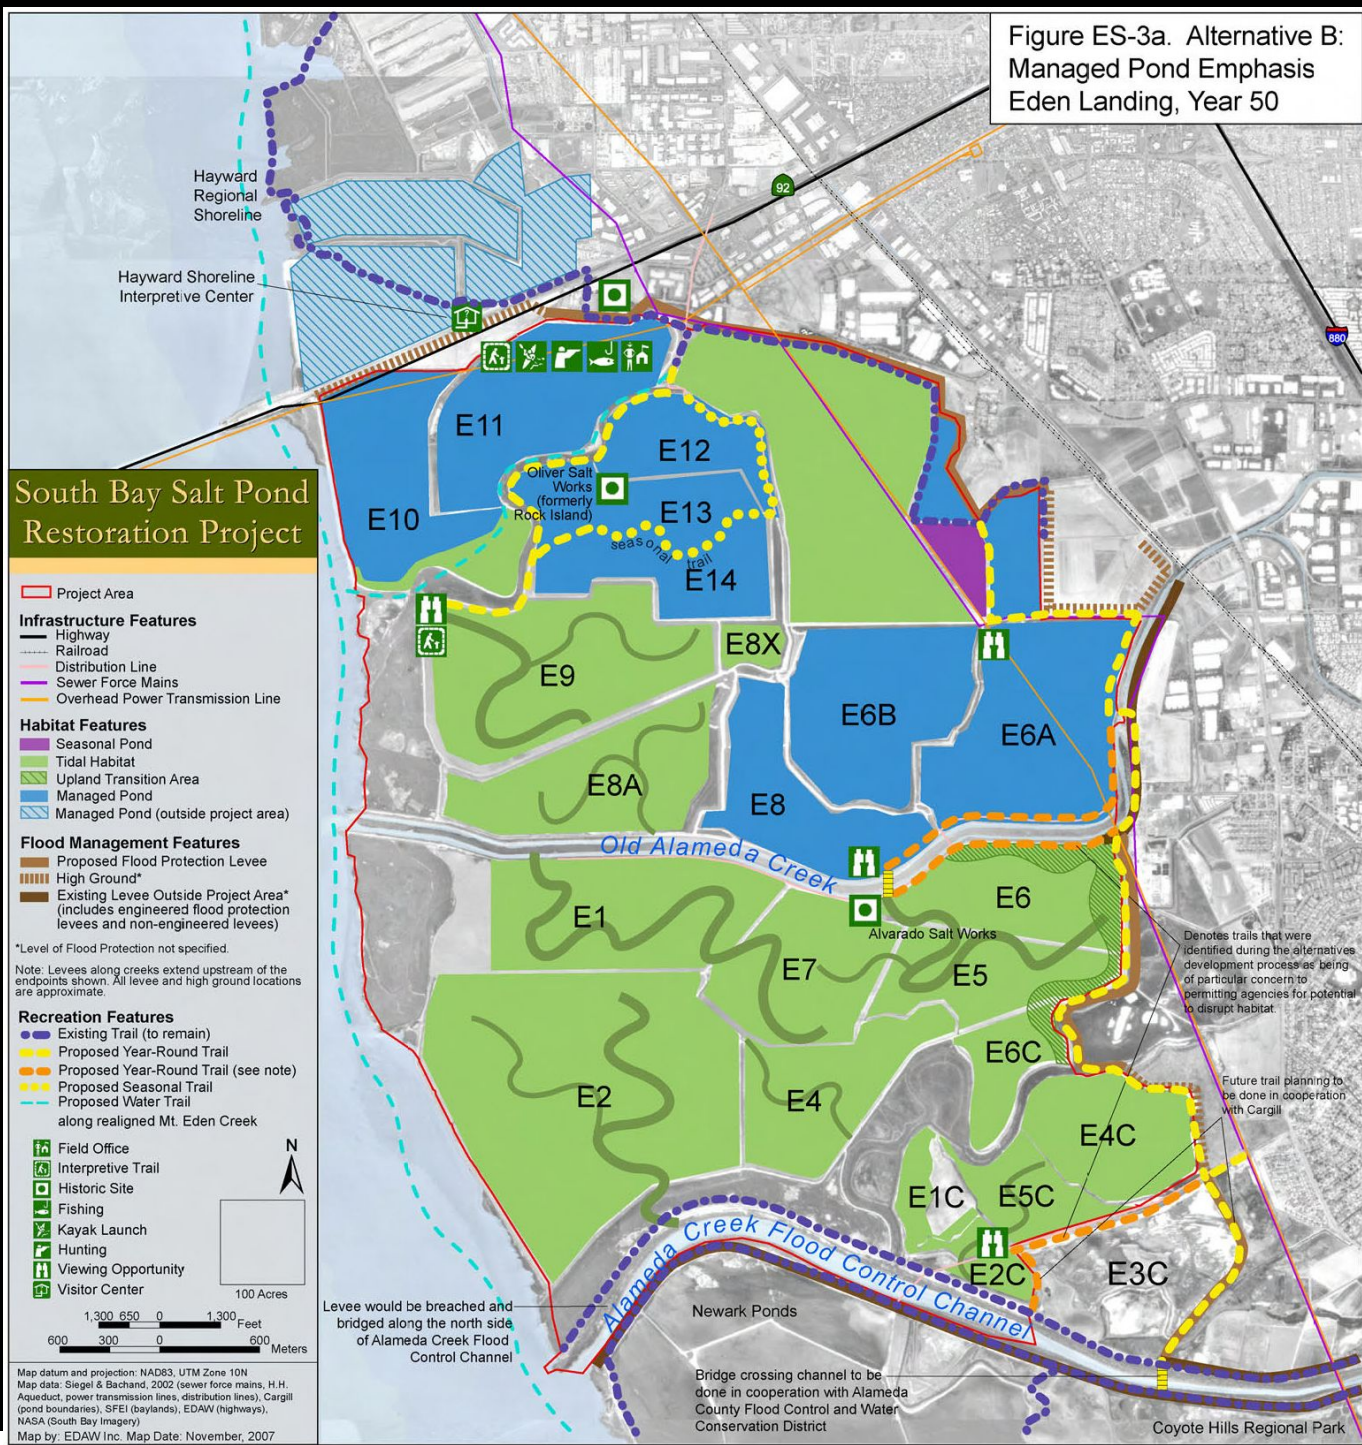 Figure ES-3a. Alternative B:
Managed Pond Emphasis
Eden Landing, Year 50
92
880
Hayward
Regional
Shoreline
Hayward Shoreline
Interpretive Center
E11
E12
E10
E13
E14
Oliver Salt
Works
(formerly
Rock Island)
seasonal
trail
E9
E8X
E6B
E6A
E8A
E8
Old Alameda Creek
E1
E6
Alvarado Salt Works
E7
E5
E6C
E2
E4
E4C
E1C
E5C
E2C
E3C
Denotes trails that were
identified during the alternatives
development process as being
of particular concern to
permitting agencies for potential
to disrupt habitat.
Future trail planning to
be done in cooperation
with Cargill
Alameda Creek Flood Control Channel
Levee would be breached and
bridged along the north side
of Alameda Creek Flood
Control Channel
Newark Ponds
Bridge crossing channel to be
done in cooperation with Alameda
County Flood Control and Water
Conservation District
Coyote Hills Regional Park
South Bay Salt Pond
Restoration Project
Project Area
Infrastructure Features
Highway
Railroad
Distribution Line
Sewer Force Mains
Overhead Power Transmission Line
Habitat Features
Seasonal Pond
Tidal Habitat
Upland Transition Area
Managed Pond
Managed Pond (outside project area)
Flood Management Features
Proposed Flood Protection Levee
High Ground*
Existing Levee Outside Project Area*
(includes engineered flood protection
levees and non-engineered levees)
*Level of Flood Protection not specified.
Note: Levees along creeks extend upstream of the
endpoints shown. All levee and high ground locations
are approximate.
Recreation Features
Existing Trail (to remain)
Proposed Year-Round Trail
Proposed Year-Round Trail (see note)
Proposed Seasonal Trail
Proposed Water Trail
along realigned Mt. Eden Creek
Field Office
Interpretive Trail
Historic Site
Fishing
Kayak Launch
Hunting
Viewing Opportunity
Visitor Center
N
100 Acres
1,300 650 0 1,300 Feet
600 300 0 600 Meters
Map datum and projection: NAD83, UTM Zone 10N
Map data: Siegel & Bachand, 2002 (sewer force mains, H.H.
Aqueduct, power transmission lines, distribution lines), Cargill
(pond boundaries), SFEI (baylands), EDAW (highways),
NASA (South Bay Imagery)
Map by: EDAW Inc. Map Date: November, 2007